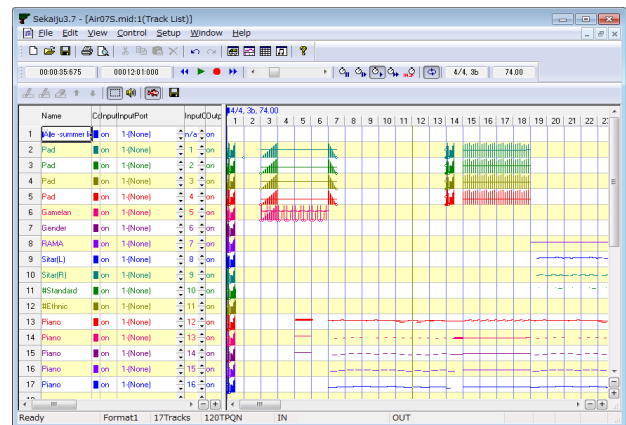 Sekaiju3.7 - [Air07S.mid:1(Track List)]
File Edit View Control Setup Window Help
00:00:35:675 00012:01:000 4/4, 3b 74.00
Name Input InputPort
4/4, 3b, 74.00
1 2 3 4 5 6 7 8 9 10 11 12 13 14 15 16 17 18 19 20 21 22
1 on 1-(None) n/a on
2 Pad on 1-(None) 1 on
3 Pad on 1-(None) 2 on
4 Pad on 1-(None) 3 on
5 Pad on 1-(None) 4 on
6 Gamelan on 1-(None) 5 on
7 Gender on 1-(None) 6 on
8 RAMA on 1-(None) 7 on
9 Sitar(L) on 1-(None) 8 on
10 Sitar(R) on 1-(None) 9 on
11 #Standard on 1-(None) 10 on
12 #Ethnic on 1-(None) 11 on
13 Piano on 1-(None) 12 on
14 Piano on 1-(None) 13 on
15 Piano on 1-(None) 14 on
16 Piano on 1-(None) 15 on
17 Piano on 1-(None) 16 on
Ready Format1 17Tracks 120TPQN IN OUT